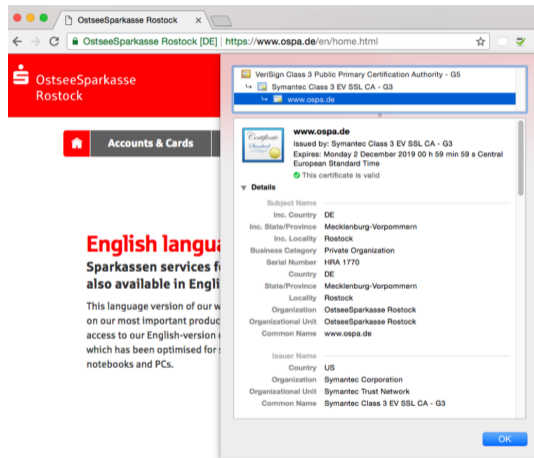 OstseeSparkasse Rostock
OstseeSparkasse Rostock [DE] https://www.ospa.de/en/home.html
OstseeSparkasse
Rostock
Accounts & Cards
English langu
Sparkassen services f
also available in Engli
This language version of our w
on our most important produc
access to our English-version
which has been optimised for
notebooks and PCs.
VeriSign Class 3 Public Primary Certification Authority - G5
Symantec Class 3 EV SSL CA - G3
www.ospa.de
Certificate
Standard
www.ospa.de
Issued by: Symantec Class 3 EV SSL CA - G3
Expires: Monday 2 December 2019 00 h 59 min 59 s Central
European Standard Time
This certificate is valid
Details
Subject Name
Inc. Country DE
Inc. State/Province Mecklenburg-Vorpommern
Inc. Locality Rostock
Business Category Private Organization
Serial Number HRA 1770
Country DE
State/Province Mecklenburg-Vorpommern
Locality Rostock
Organization OstseeSparkasse Rostock
Organizational Unit OstseeSparkasse Rostock
Common Name www.ospa.de
Issuer Name
Country US
Organization Symantec Corporation
Organizational Unit Symantec Trust Network
Common Name Symantec Class 3 EV SSL CA - G3
OK